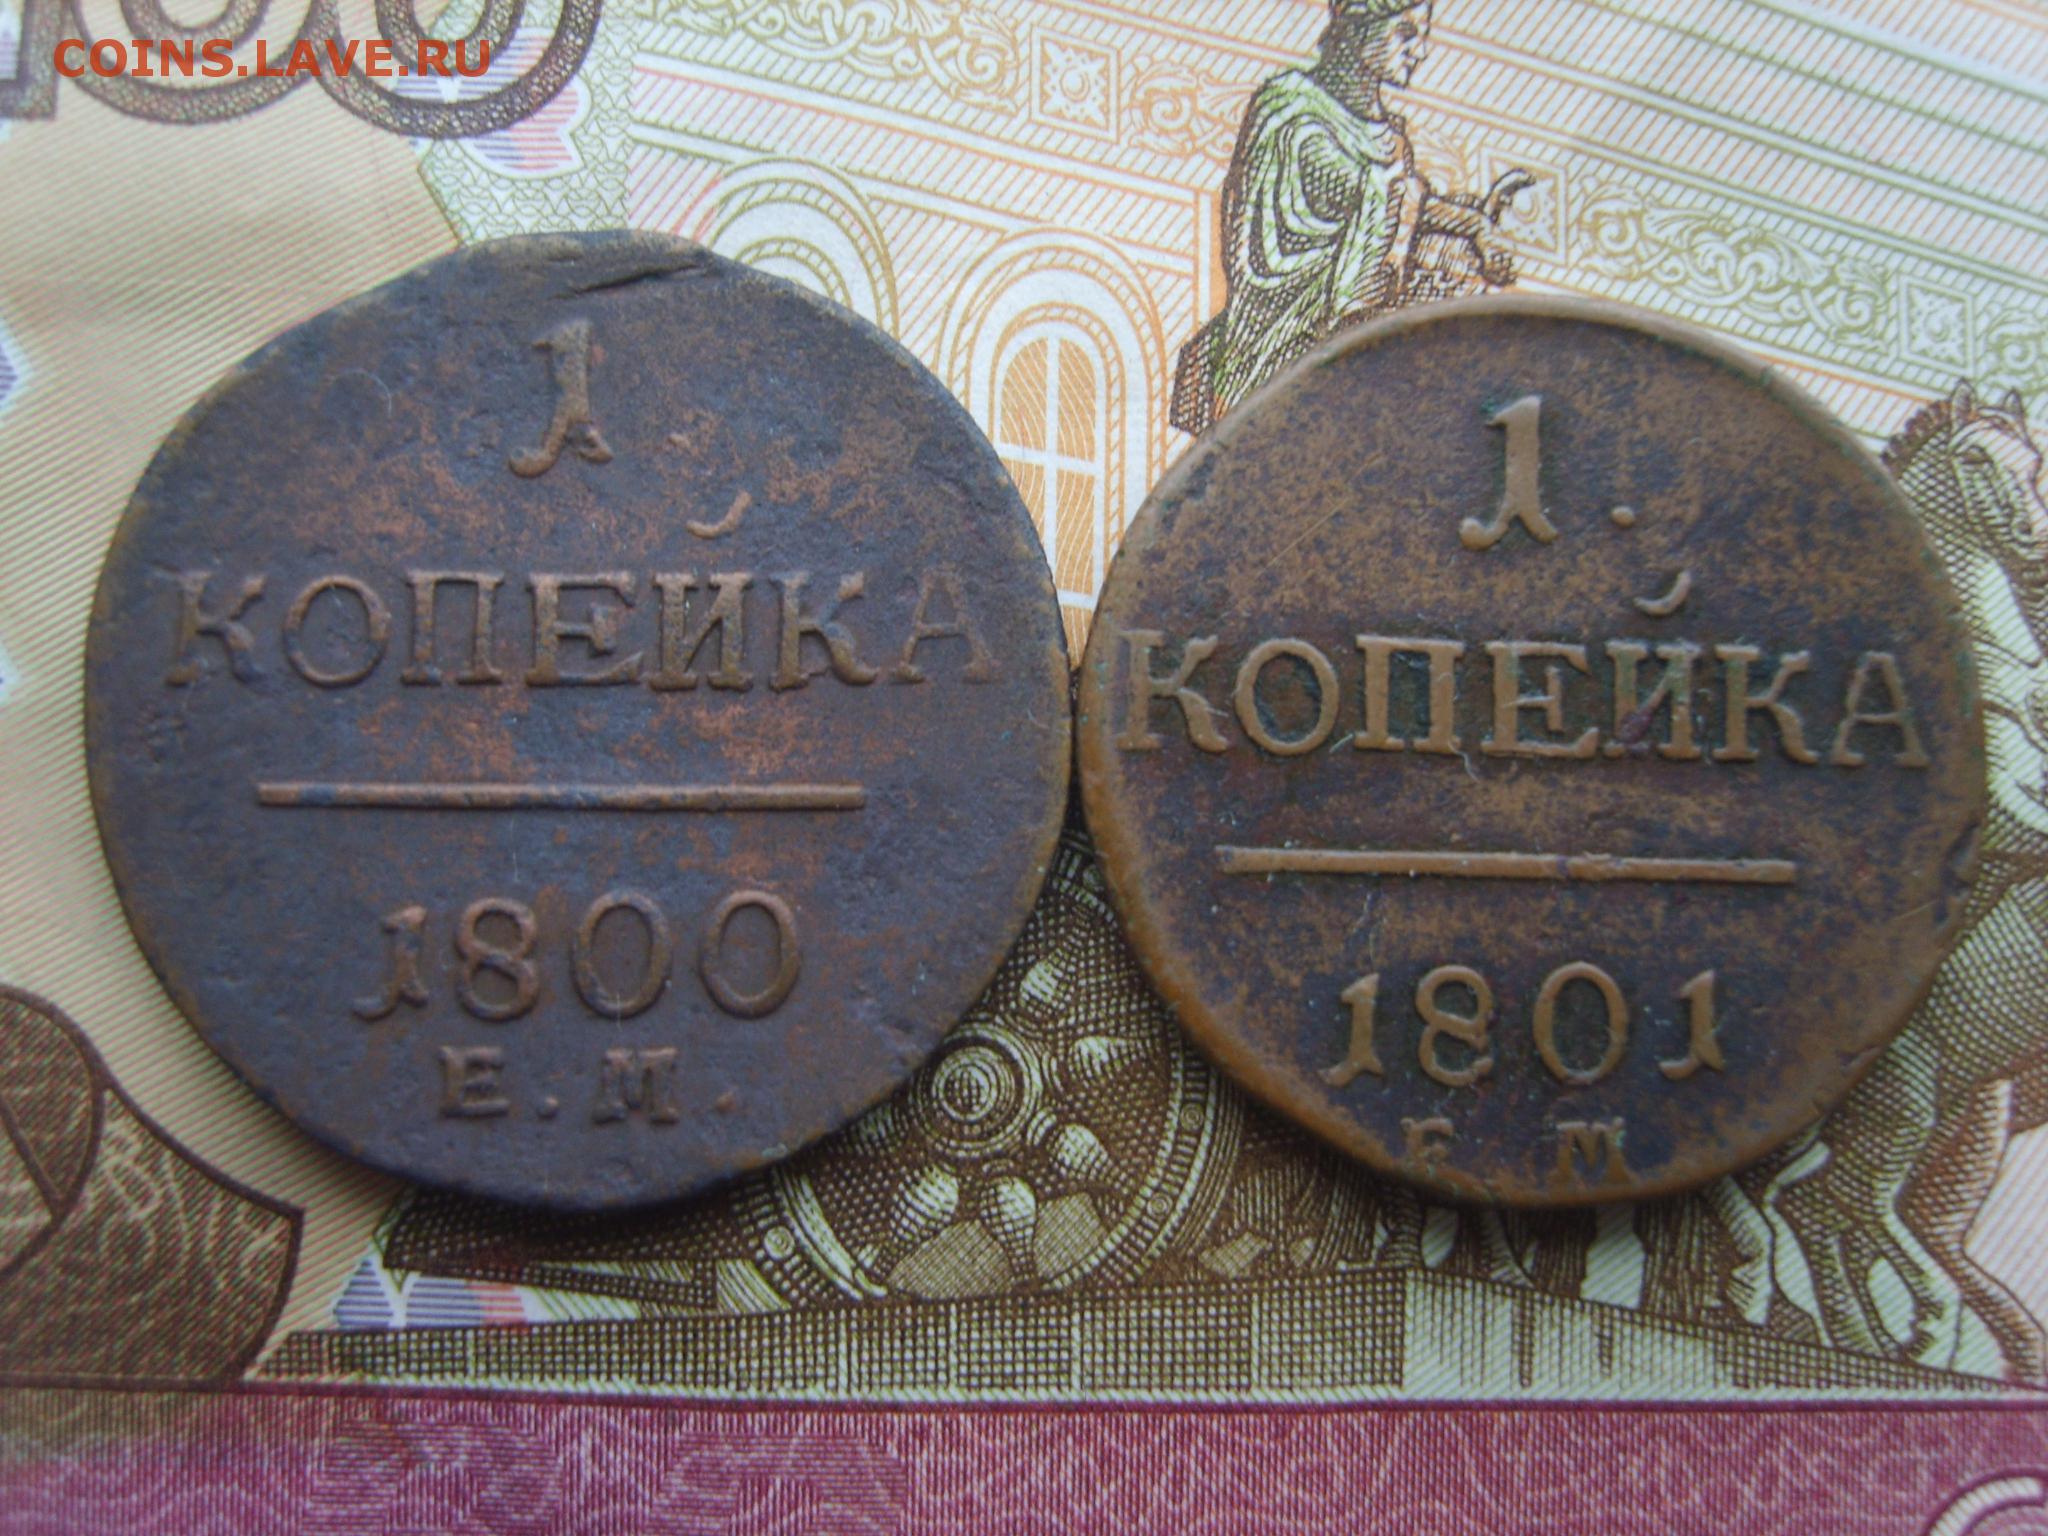 COINS.LAVE.RU
1
КОПЕЙКА
1800
Е.М.
1.
КОПЕЙКА
1801
Е М